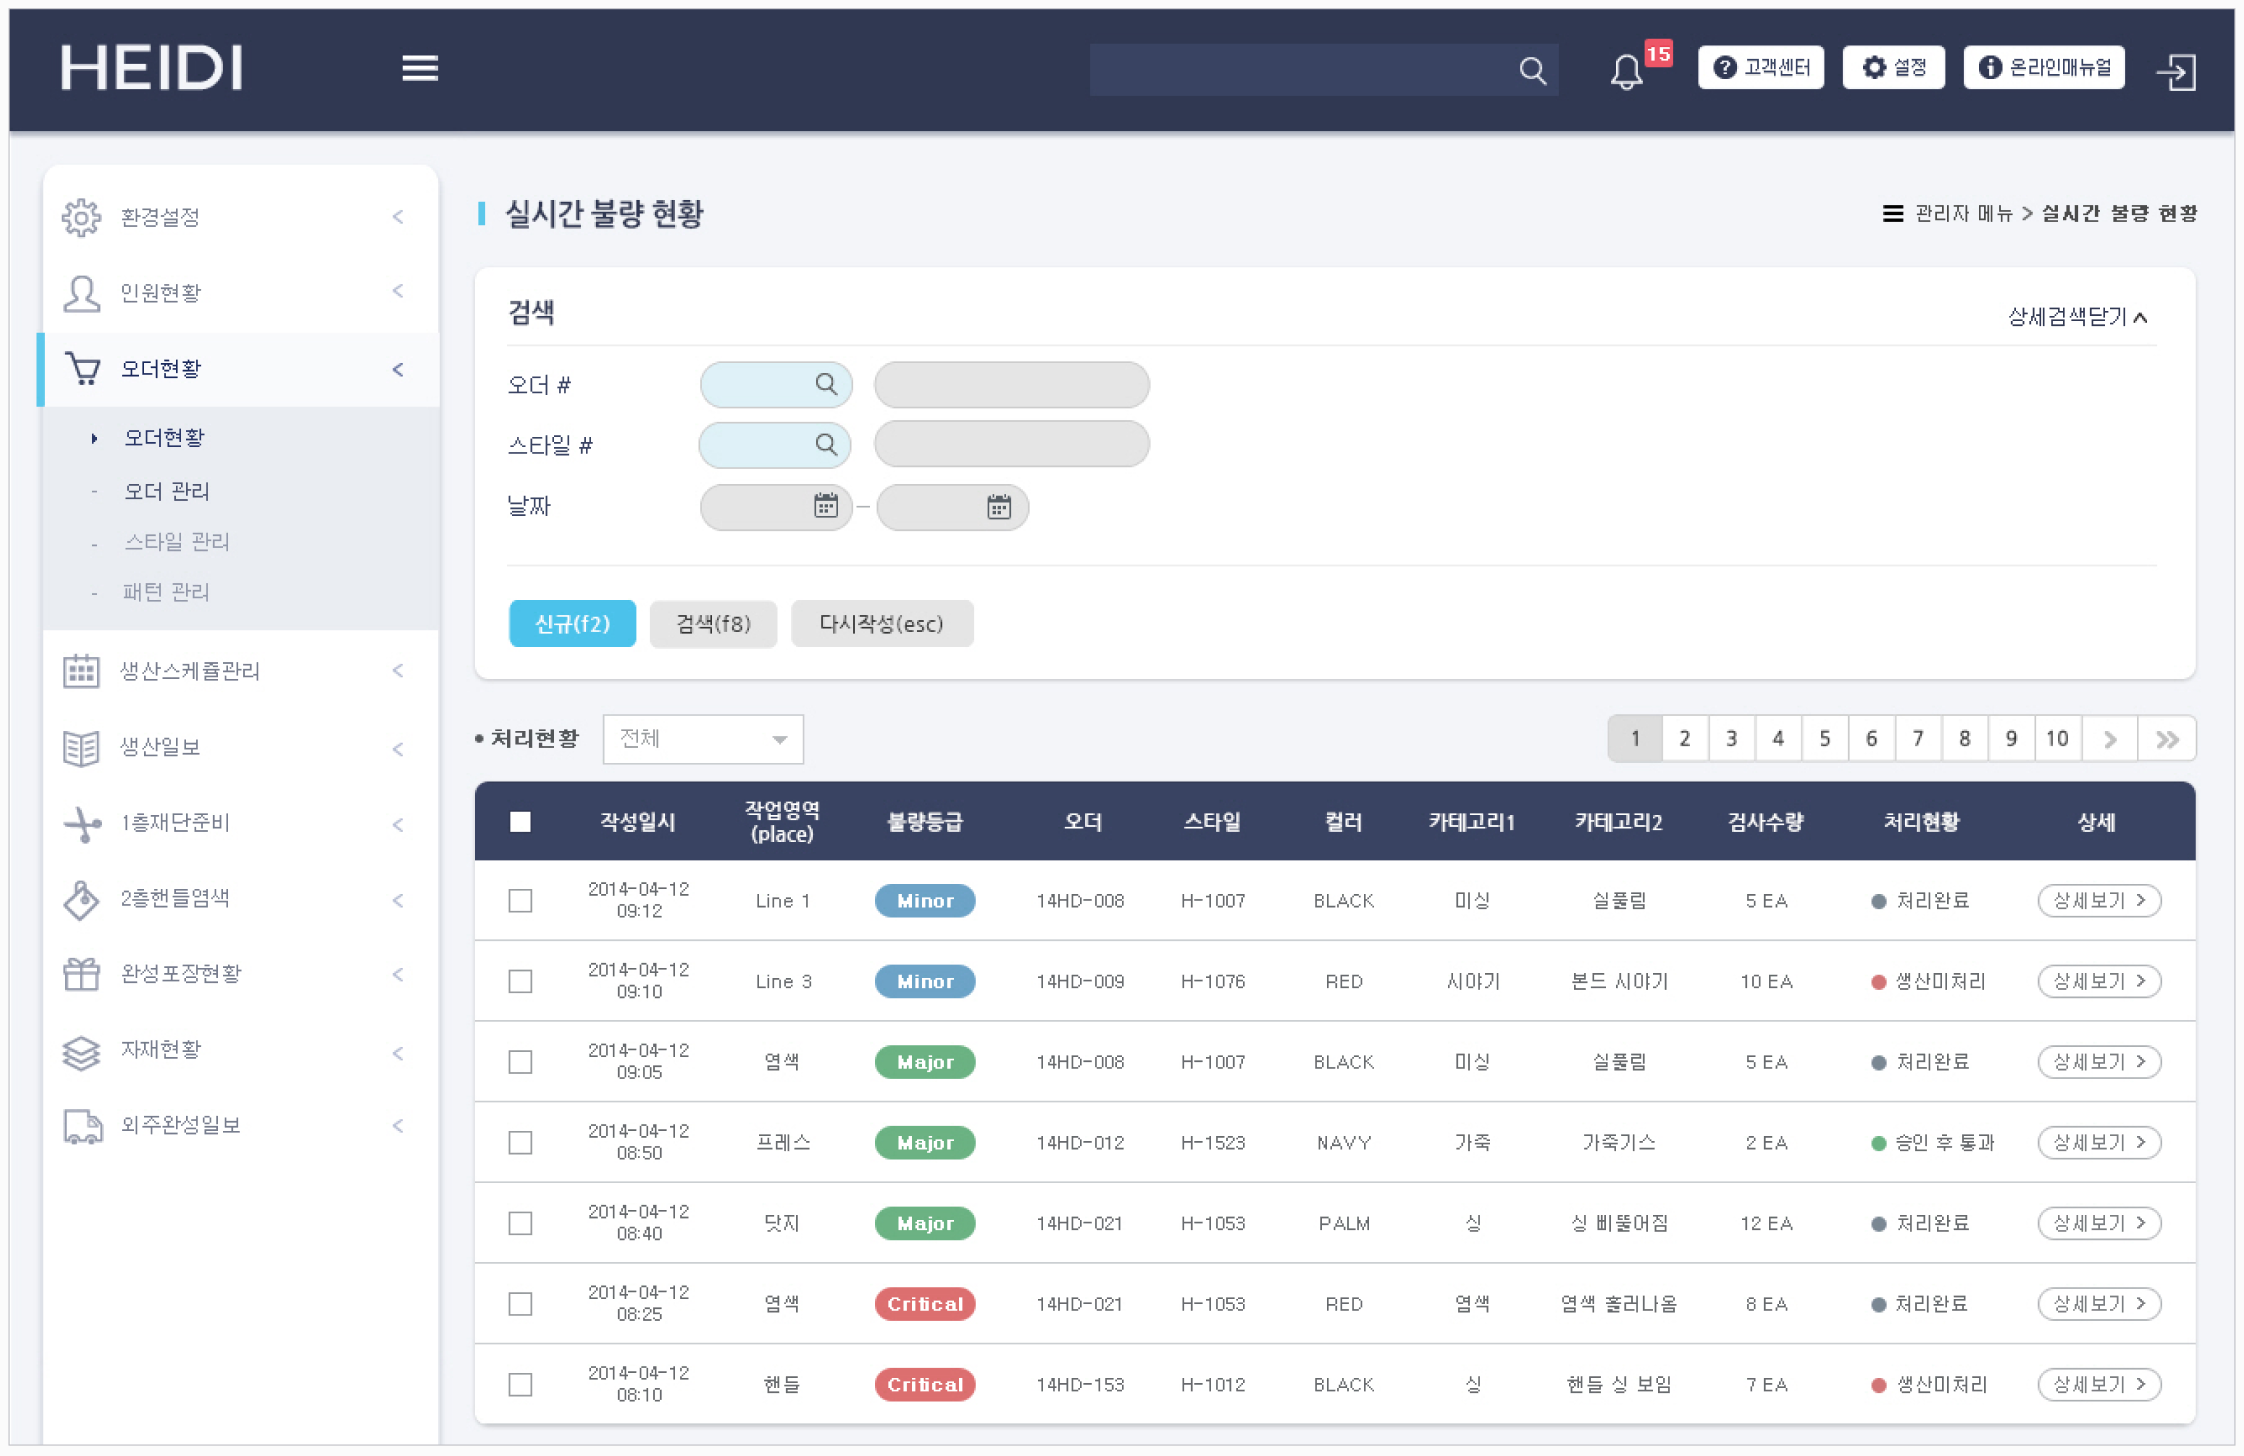 HEIDI
15
고객센터
설정
온라인매뉴얼
환경설정
인원현황
오더현황
오더현황
- 오더 관리
- 스타일 관리
- 패턴 관리
생산스케쥴관리
생산일보
1층재단준비
2층핸들염색
완성포장현황
자재현황
외주완성일보
실시간 불량 현황
관리자 메뉴 > 실시간 불량 현황
검색
상세검색닫기
오더 #
스타일 #
날짜
신규(f2) 검색(f8) 다시작성(esc)
• 처리현황 전체
1 2 3 4 5 6 7 8 9 10 > >>
작성일시 작업영역 (place) 불량등급 오더 스타일 컬러 카테고리1 카테고리2 검사수량 처리현황 상세
2014-04-12 09:12 Line 1 Minor 14HD-008 H-1007 BLACK 미싱 실풀림 5 EA 처리완료 상세보기 >
2014-04-12 09:10 Line 3 Minor 14HD-009 H-1076 RED 시야기 본드 시야기 10 EA 생산미처리 상세보기 >
2014-04-12 09:05 염색 Major 14HD-008 H-1007 BLACK 미싱 실풀림 5 EA 처리완료 상세보기 >
2014-04-12 08:50 프레스 Major 14HD-012 H-1523 NAVY 가죽 가죽기스 2 EA 승인 후 통과 상세보기 >
2014-04-12 08:40 닷지 Major 14HD-021 H-1053 PALM 싱 싱 삐뚤어짐 12 EA 처리완료 상세보기 >
2014-04-12 08:25 염색 Critical 14HD-021 H-1053 RED 염색 염색 흘러나옴 8 EA 처리완료 상세보기 >
2014-04-12 08:10 핸들 Critical 14HD-153 H-1012 BLACK 싱 핸들 싱 보임 7 EA 생산미처리 상세보기 >